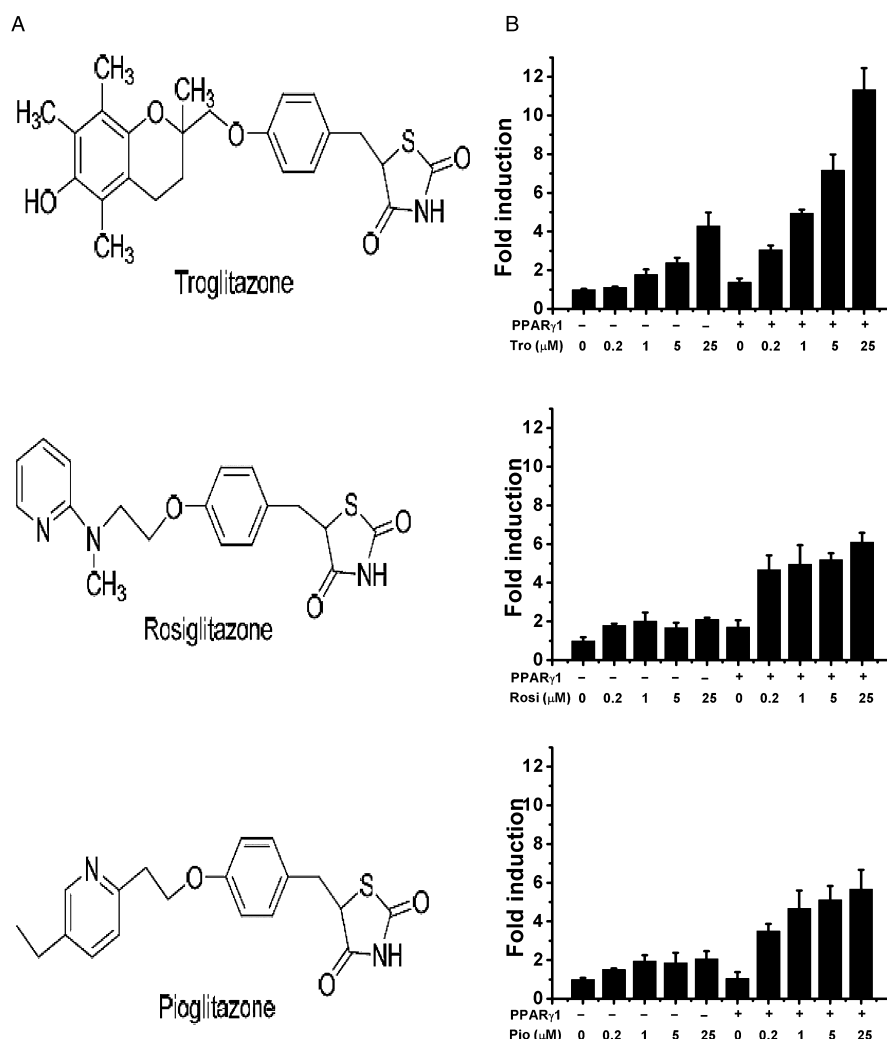 A
B
CH3
H3C
O
CH3
O
S
O
NH
O
HO
CH3
Troglitazone
Fold induction
12
10
8
6
4
2
0
PPARγ1 – – – – – + + + + +
Tro (μM) 0 0.2 1 5 25 0 0.2 1 5 25
N
N
CH3
O
S
O
NH
O
Rosiglitazone
Fold induction
12
10
8
6
4
2
0
PPARγ1 – – – – – + + + + +
Rosi (μM) 0 0.2 1 5 25 0 0.2 1 5 25
N
O
S
O
NH
O
Pioglitazone
Fold induction
12
10
8
6
4
2
0
PPARγ1 – – – – – + + + + +
Pio (μM) 0 0.2 1 5 25 0 0.2 1 5 25